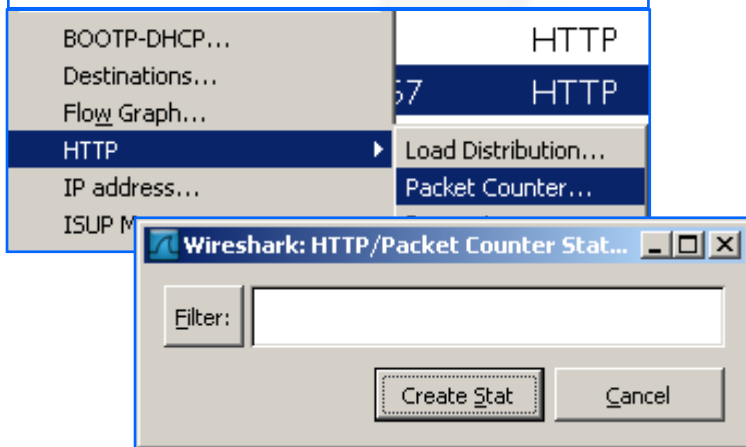 BOOTP-DHCP...
HTTP
Destinations...
57 HTTP
Flow Graph...
HTTP
Load Distribution...
IP address...
Packet Counter...
ISUP M
Wireshark: HTTP/Packet Counter Stat...
Filter:
Create Stat
Cancel